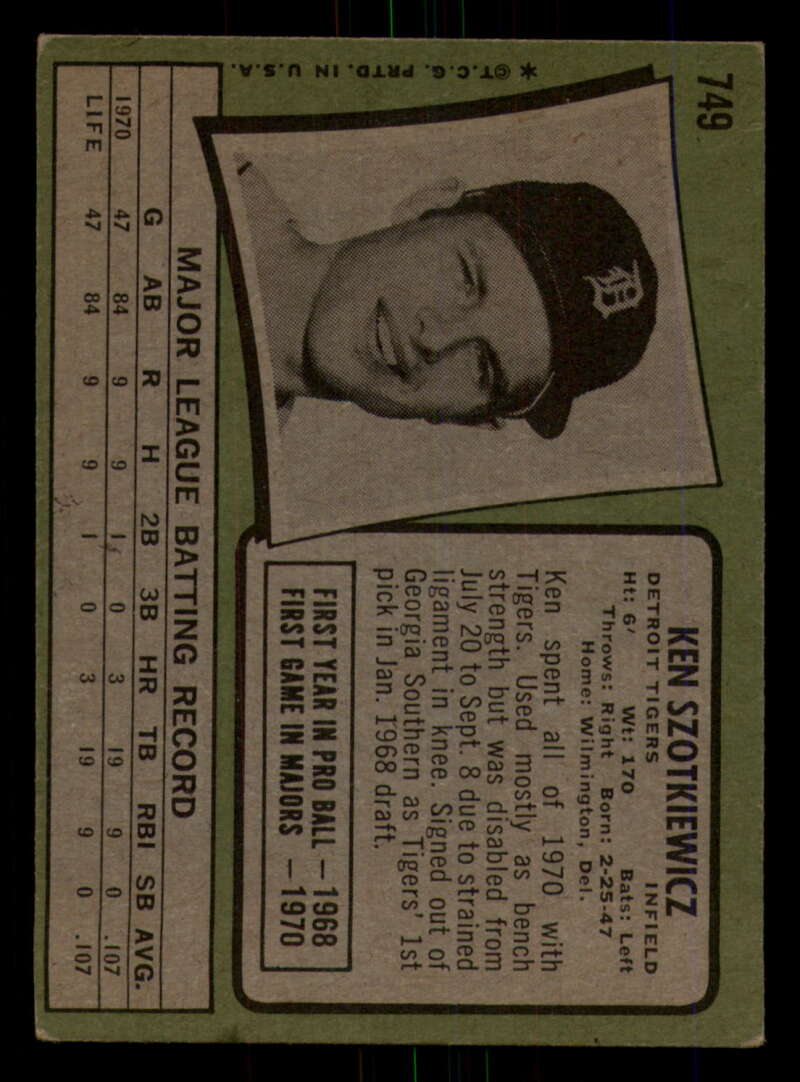 749
KEN SZOTKIEWICZ
DETROIT TIGERS INFIELD
Ht: 6' Wt: 170 Bats: Left
Throws: Right Born: 2-25-47
Home: Wilmington, Del.
Ken spent all of 1970 with
Tigers. Used mostly as bench
strength but was disabled from
July 20 to Sept. 8 due to strained
ligament in knee. Signed out of
Georgia Southern as Tigers' 1st
pick in Jan. 1968 draft.
FIRST YEAR IN PRO BALL — 1968
FIRST GAME IN MAJORS — 1970
D
✶ ©T.C.G. PRTD. IN U.S.A.
MAJOR LEAGUE BATTING RECORD
G AB R H 2B 3B HR TB RBI SB AVG.
1970 47 84 9 9 1 0 3 19 9 0 .107
LIFE 47 84 9 9 1 0 3 19 9 0 .107